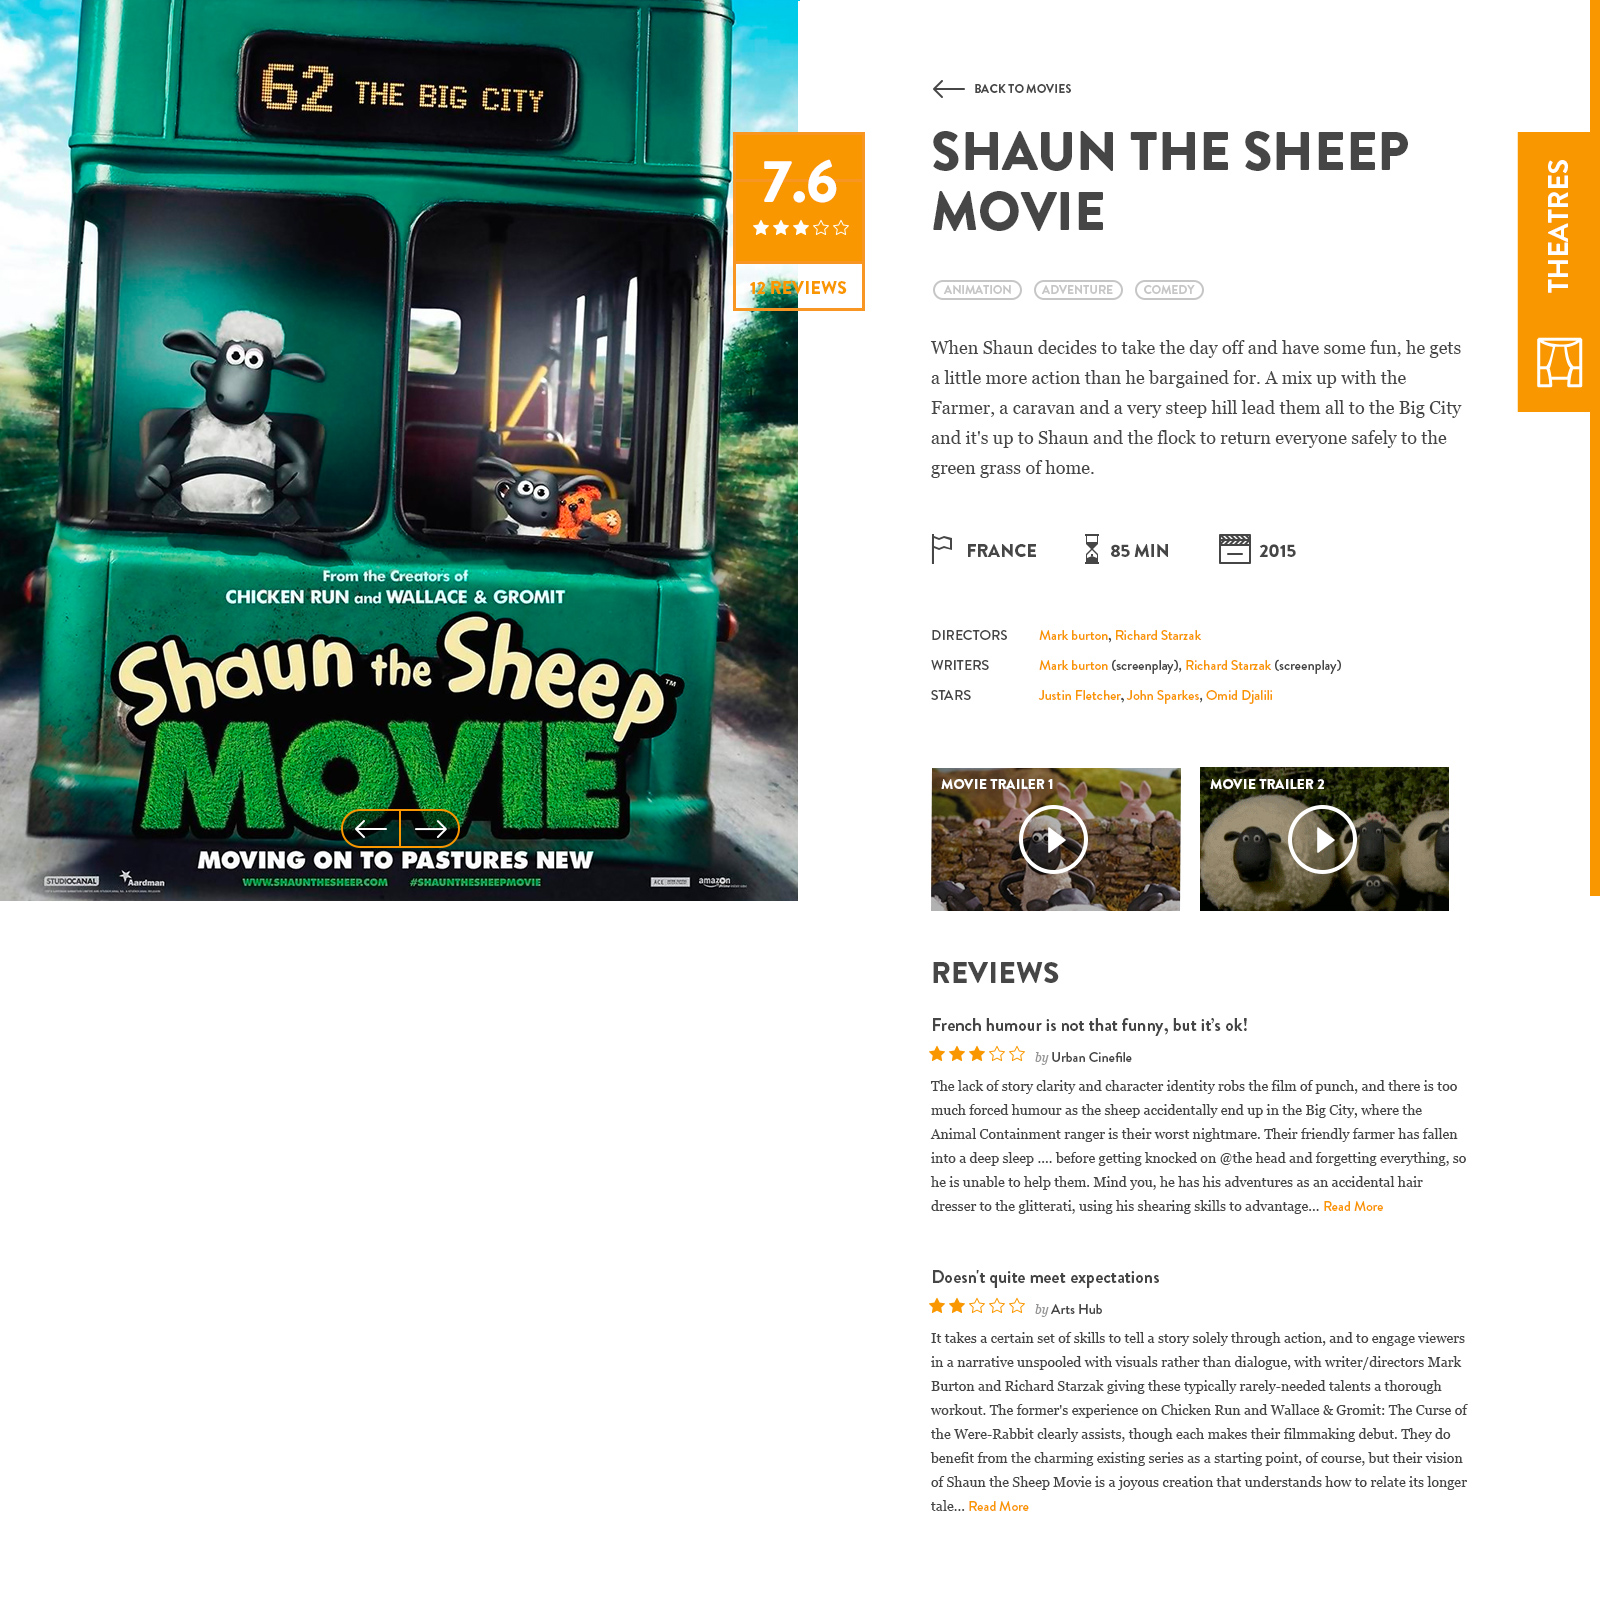 62 THE BIG CITY
7.6
12 REVIEWS
From the Creators of
CHICKEN RUN and WALLACE & GROMIT
Shaun the Sheep™
MOVIE
MOVING ON TO PASTURES NEW
WWW.SHAUNTHESHEEP.COM #SHAUNTHESHEEPMOVIE
STUDIOCANAL Aardman ACE amazon
BACK TO MOVIES
SHAUN THE SHEEP
MOVIE
ANIMATION ADVENTURE COMEDY
When Shaun decides to take the day off and have some fun, he gets
a little more action than he bargained for. A mix up with the
Farmer, a caravan and a very steep hill lead them all to the Big City
and it's up to Shaun and the flock to return everyone safely to the
green grass of home.
FRANCE 85 MIN 2015
DIRECTORS Mark burton, Richard Starzak
WRITERS Mark burton (screenplay), Richard Starzak (screenplay)
STARS Justin Fletcher, John Sparkes, Omid Djalili
MOVIE TRAILER 1 MOVIE TRAILER 2
REVIEWS
French humour is not that funny, but it's ok!
by Urban Cinefile
The lack of story clarity and character identity robs the film of punch, and there is too
much forced humour as the sheep accidentally end up in the Big City, where the
Animal Containment ranger is their worst nightmare. Their friendly farmer has fallen
into a deep sleep .... before getting knocked on @the head and forgetting everything, so
he is unable to help them. Mind you, he has his adventures as an accidental hair
dresser to the glitterati, using his shearing skills to advantage... Read More
Doesn't quite meet expectations
by Arts Hub
It takes a certain set of skills to tell a story solely through action, and to engage viewers
in a narrative unspooled with visuals rather than dialogue, with writer/directors Mark
Burton and Richard Starzak giving these typically rarely-needed talents a thorough
workout. The former's experience on Chicken Run and Wallace & Gromit: The Curse of
the Were-Rabbit clearly assists, though each makes their filmmaking debut. They do
benefit from the charming existing series as a starting point, of course, but their vision
of Shaun the Sheep Movie is a joyous creation that understands how to relate its longer
tale... Read More
THEATRES